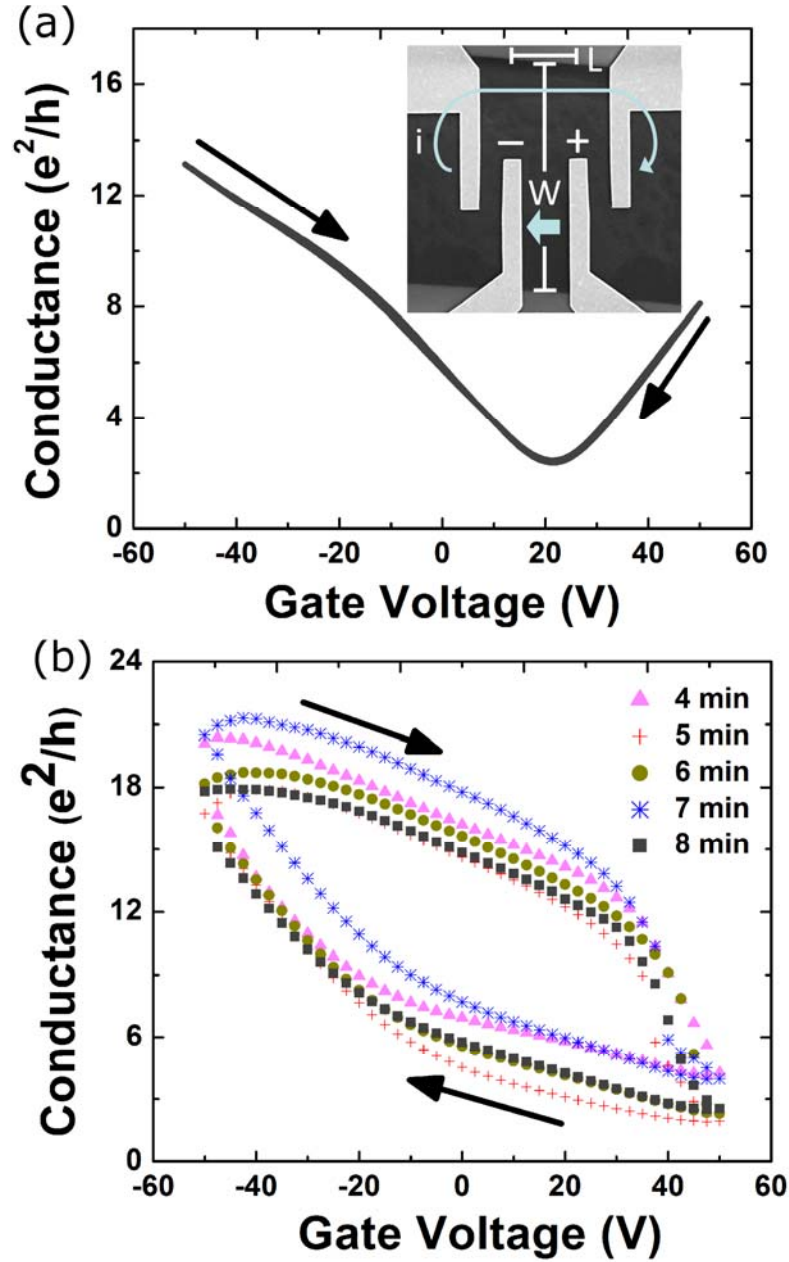 (a)
Conductance (e²/h)
16
12
8
4
0
-60 -40 -20 0 20 40 60
Gate Voltage (V)
L
i
− +
W
(b)
Conductance (e²/h)
24
18
12
6
0
4 min
5 min
6 min
7 min
8 min
-60 -40 -20 0 20 40 60
Gate Voltage (V)